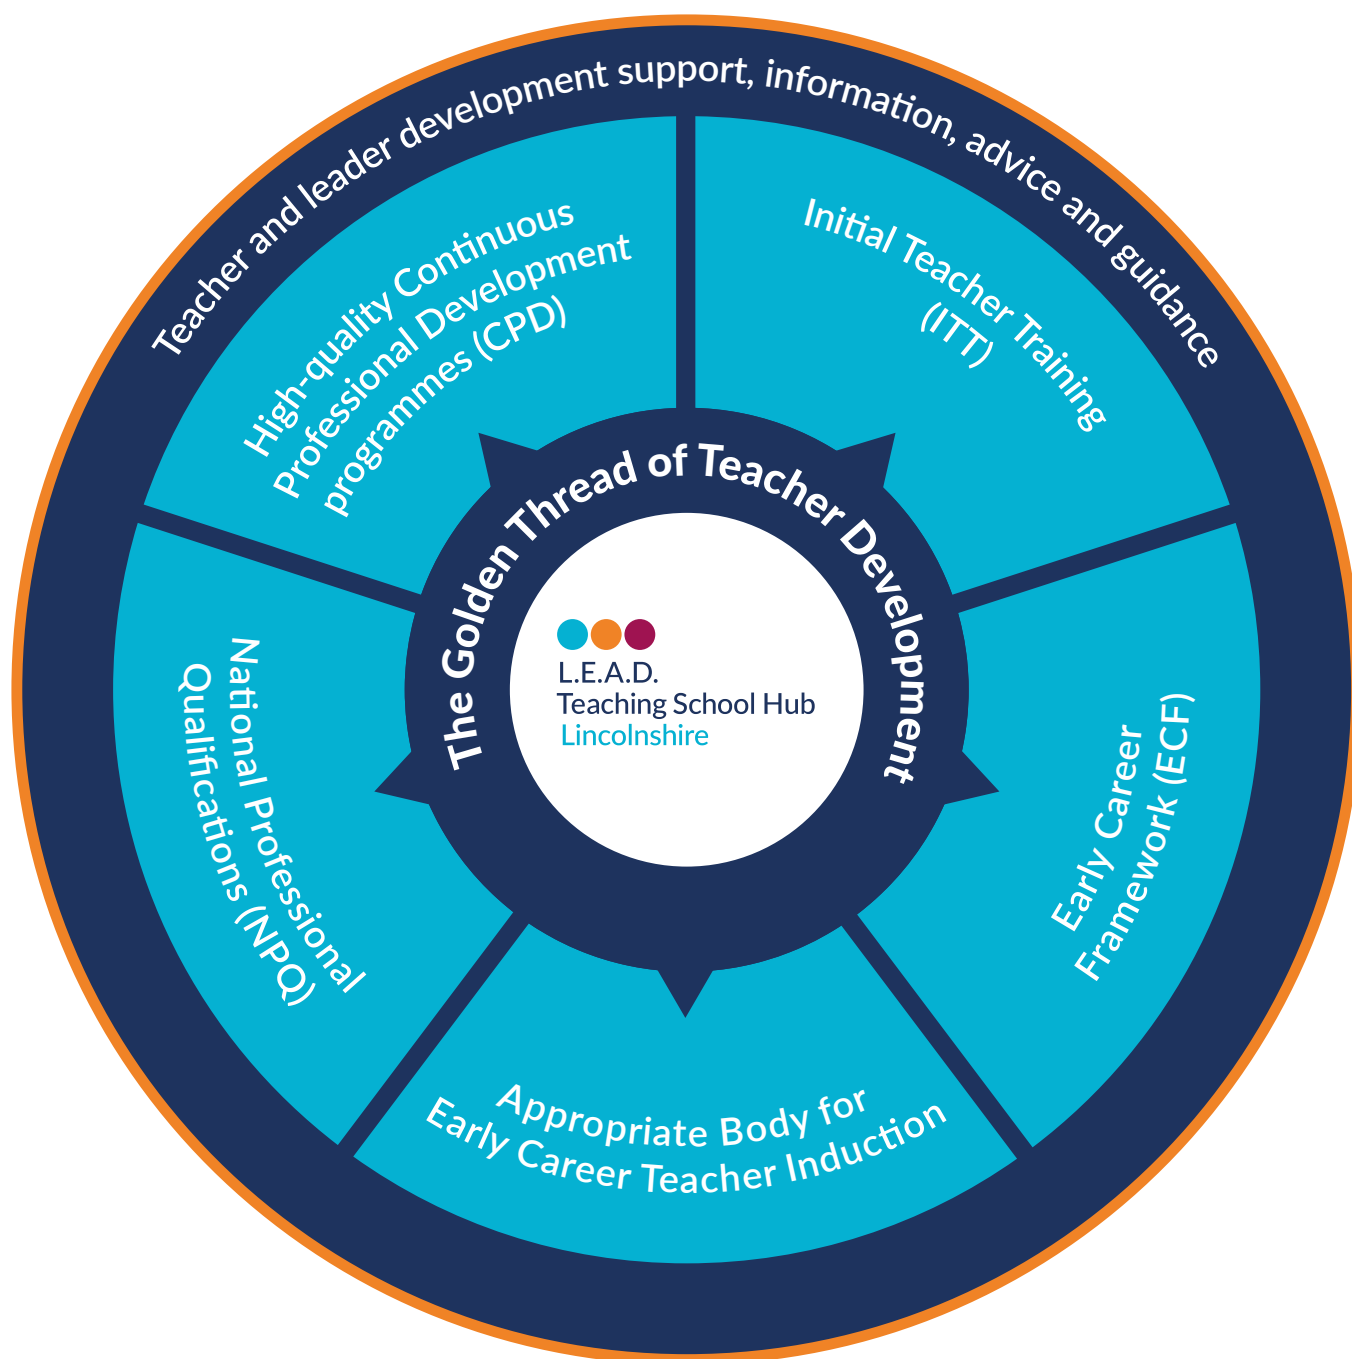 Teacher and leader development support, information, advice and guidance
High-quality Continuous
Professional Development
programmes (CPD)
Initial Teacher Training
(ITT)
The Golden Thread of Teacher Development
L.E.A.D.
Teaching School Hub
Lincolnshire
National Professional
Qualifications (NPQ)
Early Career
Framework (ECF)
Appropriate Body for
Early Career Teacher Induction